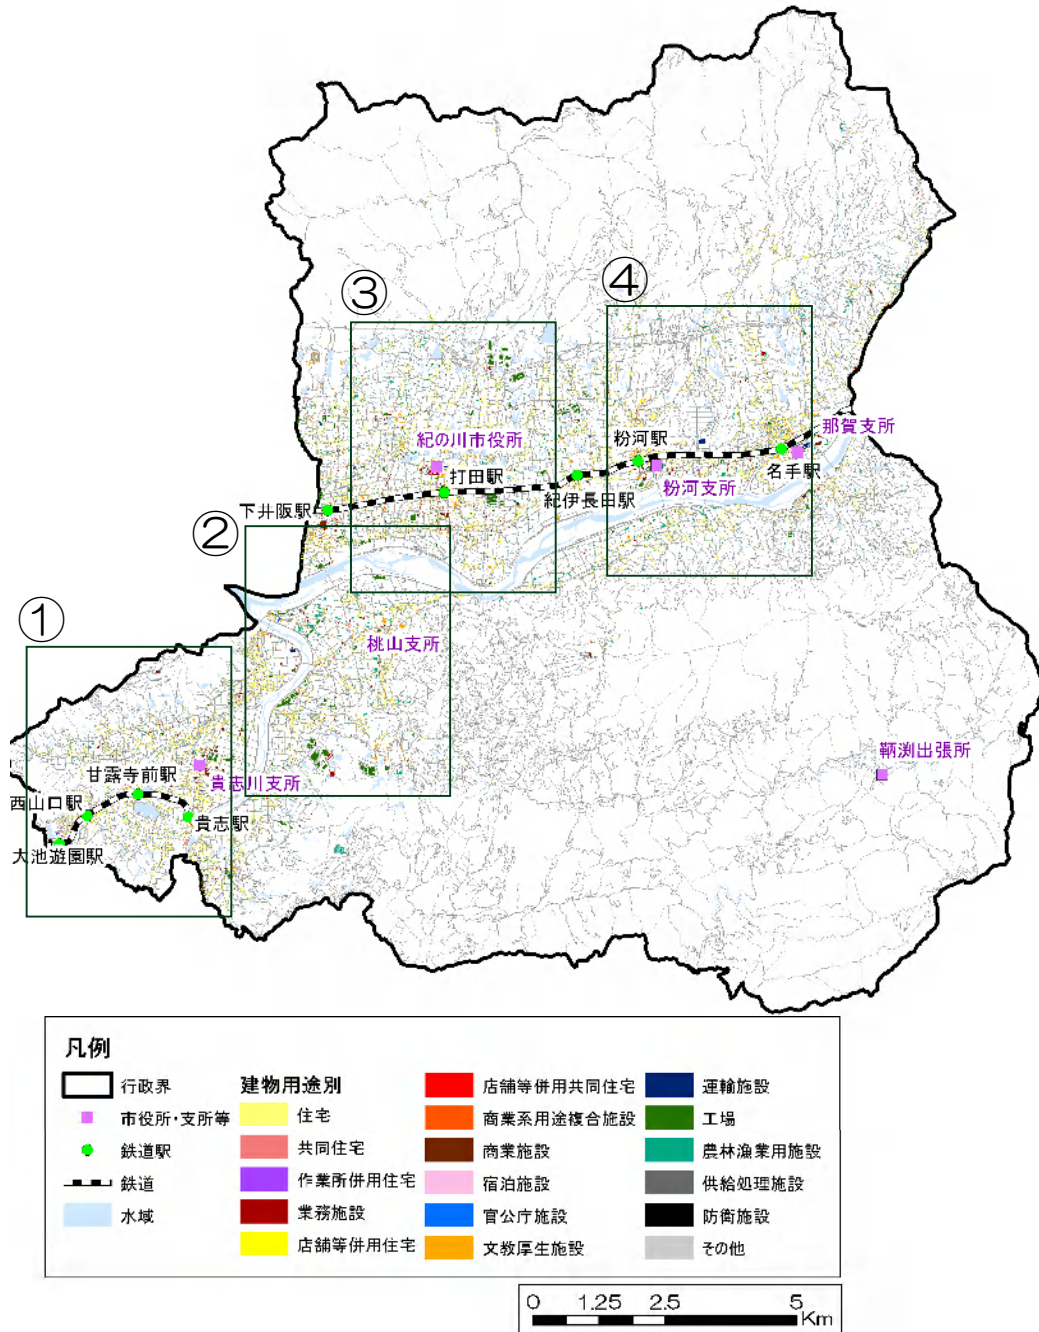 ③
④
紀の川市役所
粉河駅
那賀支所
打田駅
名手駅
下井阪駅
紀伊長田駅
粉河支所
②
①
桃山支所
鞆渕出張所
甘露寺前駅
貴志川支所
西山口駅
貴志駅
大池遊園駅
凡例
行政界
市役所・支所等
鉄道駅
鉄道
水域
建物用途別
住宅
共同住宅
作業所併用住宅
業務施設
店舗等併用住宅
店舗等併用共同住宅
商業系用途複合施設
商業施設
宿泊施設
官公庁施設
文教厚生施設
運輸施設
工場
農林漁業用施設
供給処理施設
防衛施設
その他
0 1.25 2.5 5
Km